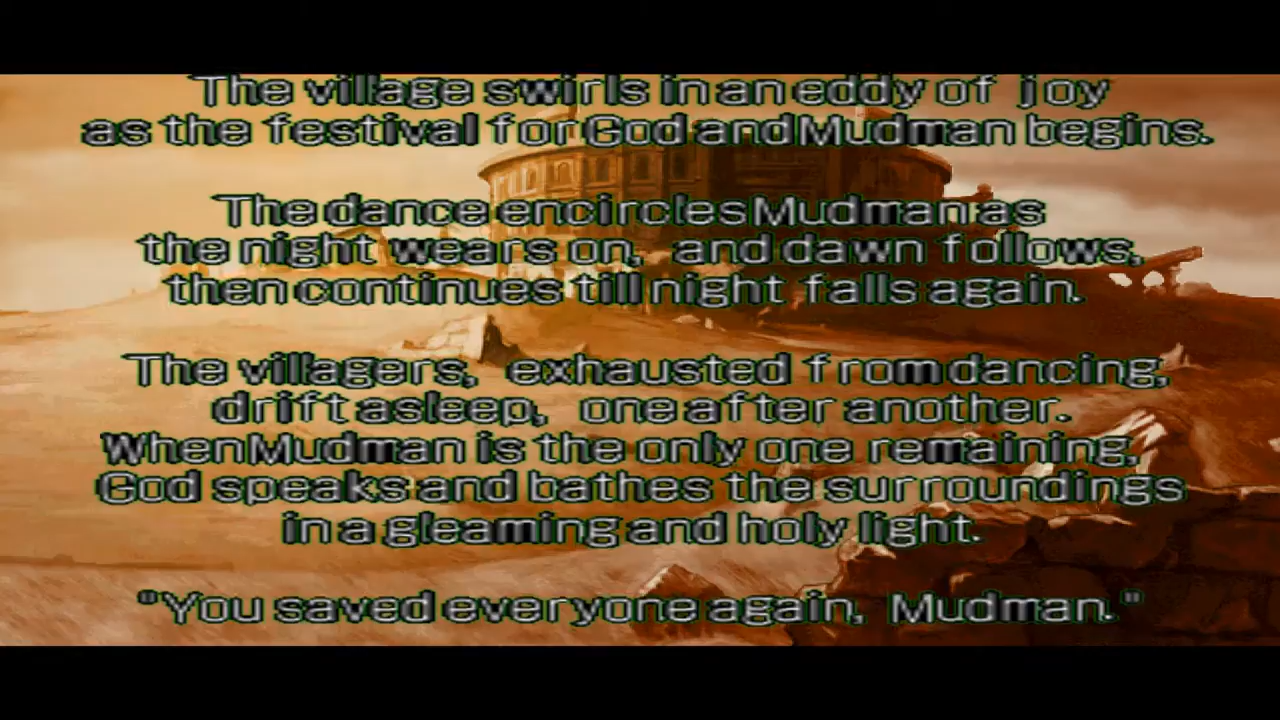 The village swirls in an eddy of joy
as the festival for God and Mudman begins.
The dance encircles Mudman as
the night wears on, and dawn follows,
then continues till night falls again.
The villagers, exhausted from dancing,
drift asleep, one after another.
When Mudman is the only one remaining,
God speaks and bathes the surroundings
in a gleaming and holy light.
"You saved everyone again, Mudman."